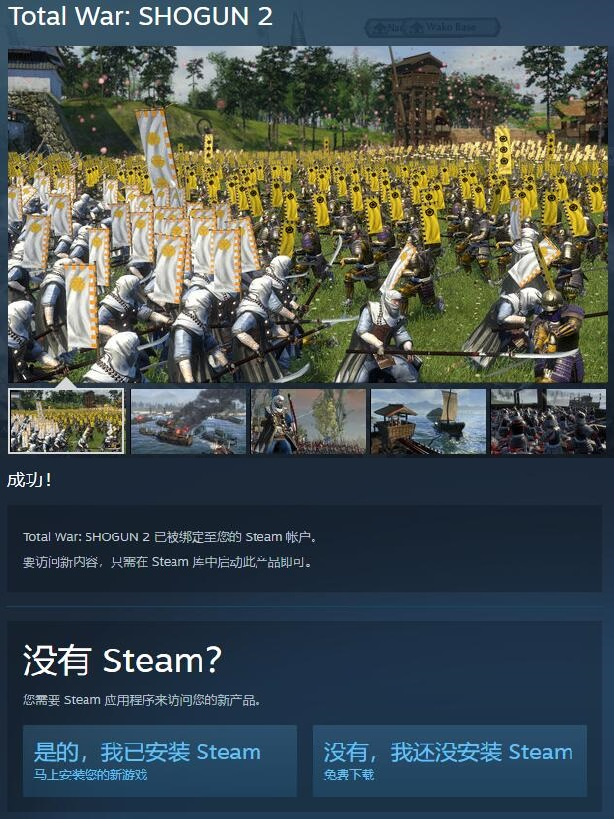 Total War: SHOGUN 2
Wako Base
成功！
Total War: SHOGUN 2 已被绑定至您的 Steam 帐户。
要访问新内容，只需在 Steam 库中启动此产品即可。
没有 Steam？
您需要 Steam 应用程序来访问您的新产品。
是的，我已安装 Steam
马上安装您的新游戏
没有，我还没安装 Steam
免费下载